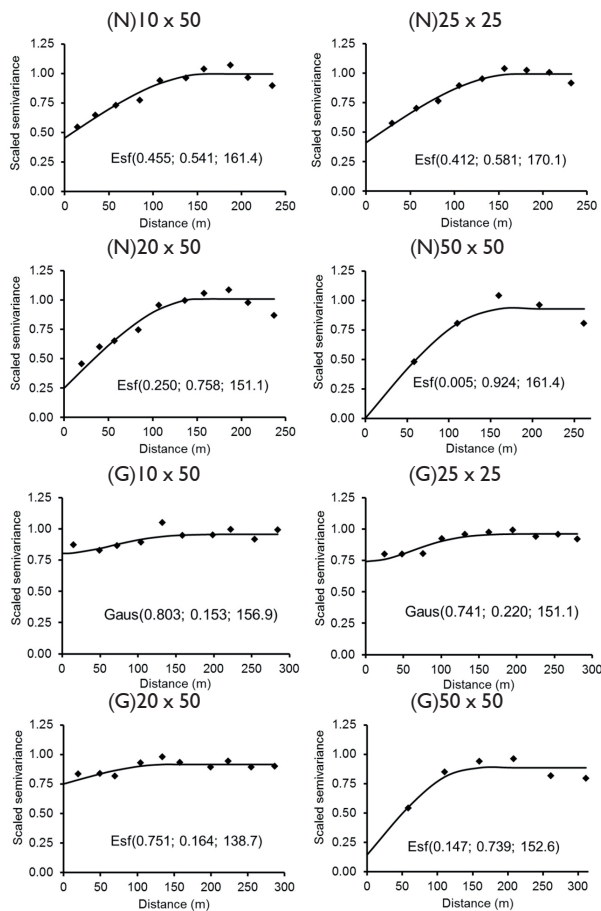 (N)10 x 50
1.25
1.00
0.75
0.50
0.25
0.00
Scaled semivariance
Esf(0.455; 0.541; 161.4)
0 50 100 150 200 250
Distance (m)
(N)25 x 25
1.25
1.00
0.75
0.50
0.25
0.00
Scaled semivariance
Esf(0.412; 0.581; 170.1)
0 50 100 150 200 250
Distance (m)
(N)20 x 50
1.25
1.00
0.75
0.50
0.25
0.00
Scaled semivariance
Esf(0.250; 0.758; 151.1)
0 50 100 150 200 250
Distance (m)
(N)50 x 50
1.25
1.00
0.75
0.50
0.25
0.00
Scaled semivariance
Esf(0.005; 0.924; 161.4)
0 50 100 150 200 250
Distance (m)
(G)10 x 50
1.25
1.00
0.75
0.50
0.25
0.00
Scaled semivariance
Gaus(0.803; 0.153; 156.9)
0 50 100 150 200 250 300
Distance (m)
(G)25 x 25
1.25
1.00
0.75
0.50
0.25
0.00
Scaled semivariance
Gaus(0.741; 0.220; 151.1)
0 50 100 150 200 250 300
Distance (m)
(G)20 x 50
1.25
1.00
0.75
0.50
0.25
0.00
Scaled semivariance
Esf(0.751; 0.164; 138.7)
0 50 100 150 200 250 300
Distance (m)
(G)50 x 50
1.25
1.00
0.75
0.50
0.25
0.00
Scaled semivariance
Esf(0.147; 0.739; 152.6)
0 50 100 150 200 250 300
Distance (m)